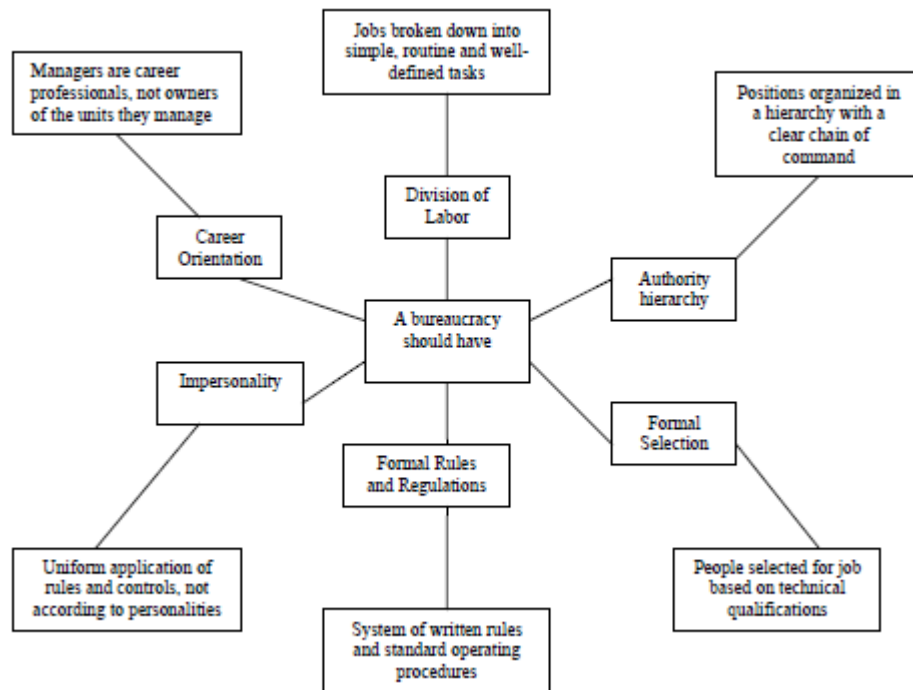 Jobs broken down into
simple, routine and well-
defined tasks
Managers are career
professionals, not owners
of the units they manage
Positions organized in
a hierarchy with a
clear chain of
command
Division of
Labor
Career
Orientation
Authority
hierarchy
A bureaucracy
should have
Impersonality
Formal
Selection
Formal Rules
and Regulations
Uniform application of
rules and controls, not
according to personalities
People selected for job
based on technical
qualifications
System of written rules
and standard operating
procedures